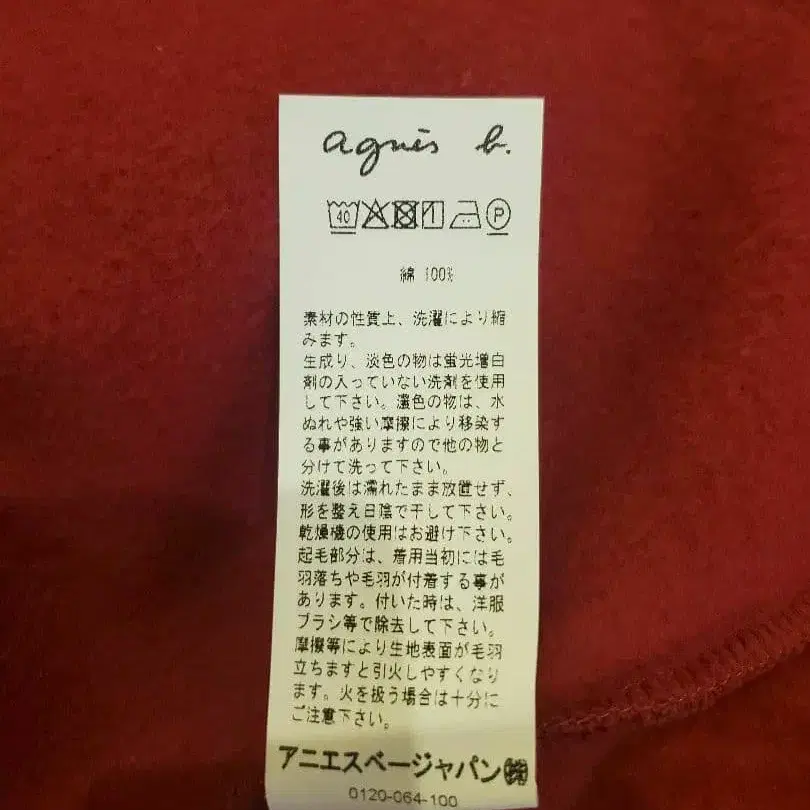 agnès b.
40 P
綿 100%
素材の性質上、洗濯により縮
みます。
生成り、淡色の物は蛍光増白
剤の入っていない洗剤を使用
して下さい。濃色の物は、水
ぬれや強い摩擦により移染す
る事がありますので他の物と
分けて洗って下さい。
洗濯後は濡れたまま放置せず、
形を整え日陰で干して下さい。
乾燥機の使用はお避け下さい。
起毛部分は、着用当初には毛
羽落ちや毛羽が付着する事が
あります。付いた時は、洋服
ブラシ等で除去して下さい。
摩擦等により生地表面が毛羽
立ちますと引火しやすくなり
ます。火を扱う場合は十分に
ご注意下さい。
アニエスベージャパン㈱
0120-064-100